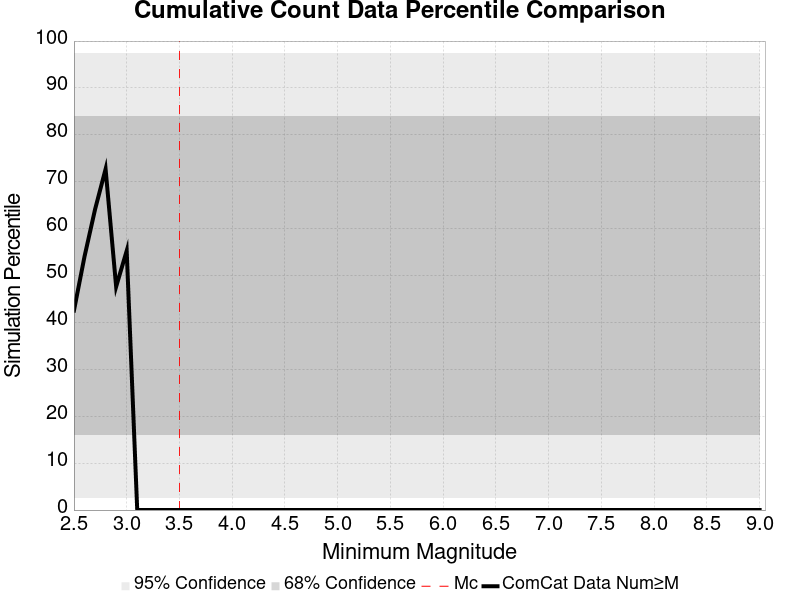 Cumulative Count Data Percentile Comparison
100
90
80
70
60
50
40
30
20
10
0
Simulation Percentile
2.5 3.0 3.5 4.0 4.5 5.0 5.5 6.0 6.5 7.0 7.5 8.0 8.5 9.0
Minimum Magnitude
95% Confidence 68% Confidence Mc ComCat Data Num≥M